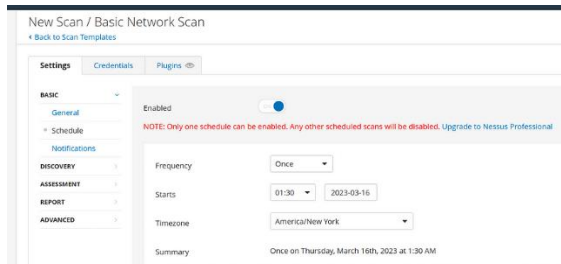 New Scan / Basic Network Scan
Back to Scan Templates
Settings Credentials Plugins
BASIC
General
Schedule
Notifications
DISCOVERY
ASSESSMENT
REPORT
ADVANCED
Enabled
NOTE: Only one schedule can be enabled. Any other scheduled scans will be disabled. Upgrade to Nessus Professional
Frequency Once
Starts 01:30 2023-03-16
Timezone America/New York
Summary Once on Thursday, March 16th, 2023 at 1:30 AM